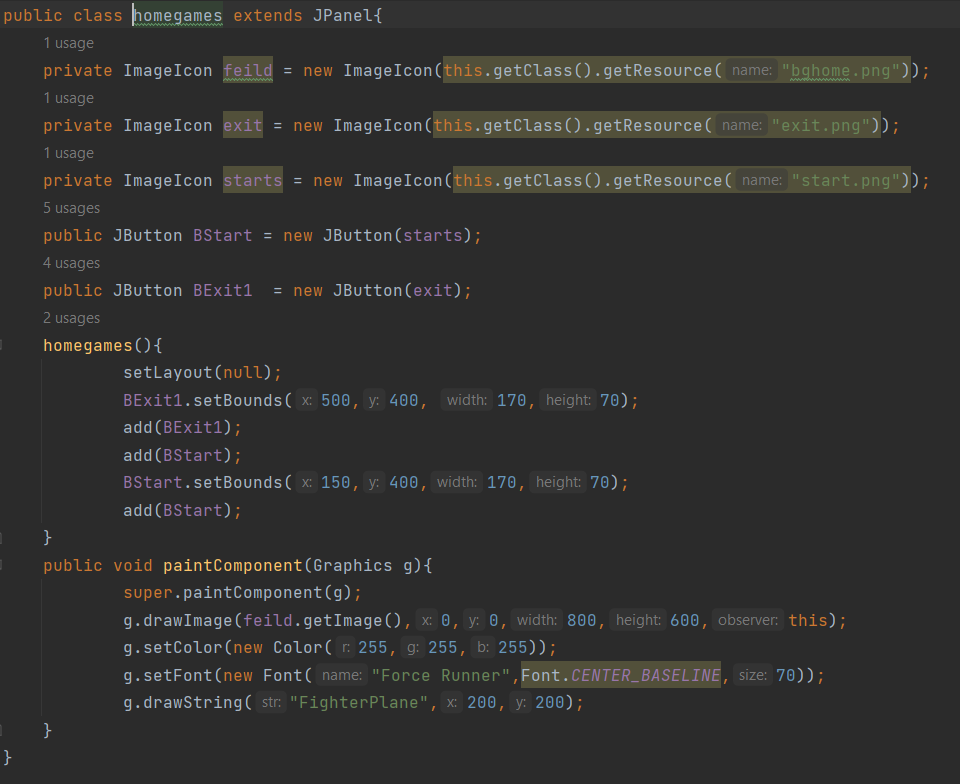 public class homegames extends JPanel{
1 usage
private ImageIcon feild = new ImageIcon(this.getClass().getResource( name: "bghome.png"));
1 usage
private ImageIcon exit = new ImageIcon(this.getClass().getResource( name: "exit.png"));
1 usage
private ImageIcon starts = new ImageIcon(this.getClass().getResource( name: "start.png"));
5 usages
public JButton BStart = new JButton(starts);
4 usages
public JButton BExit1  = new JButton(exit);
2 usages
homegames(){
setLayout(null);
BExit1.setBounds( x: 500, y: 400,  width: 170, height: 70);
add(BExit1);
add(BStart);
BStart.setBounds( x: 150, y: 400, width: 170, height: 70);
add(BStart);
}
public void paintComponent(Graphics g){
super.paintComponent(g);
g.drawImage(feild.getImage(), x: 0, y: 0, width: 800, height: 600, observer: this);
g.setColor(new Color( r: 255, g: 255, b: 255));
g.setFont(new Font( name: "Force Runner",Font.CENTER_BASELINE, size: 70));
g.drawString( str: "FighterPlane", x: 200, y: 200);
}
}